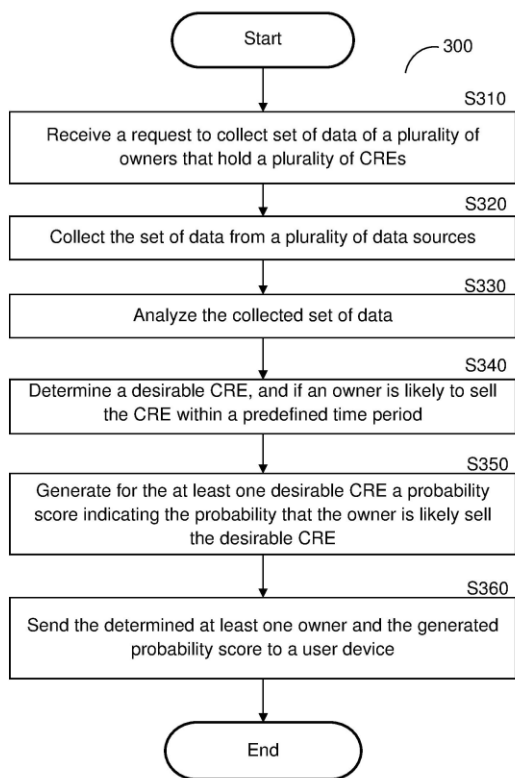 Start
300
S310
Receive a request to collect set of data of a plurality of
owners that hold a plurality of CREs
S320
Collect the set of data from a plurality of data sources
S330
Analyze the collected set of data
S340
Determine a desirable CRE, and if an owner is likely to sell
the CRE within a predefined time period
S350
Generate for the at least one desirable CRE a probability
score indicating the probability that the owner is likely sell
the desirable CRE
S360
Send the determined at least one owner and the generated
probability score to a user device
End